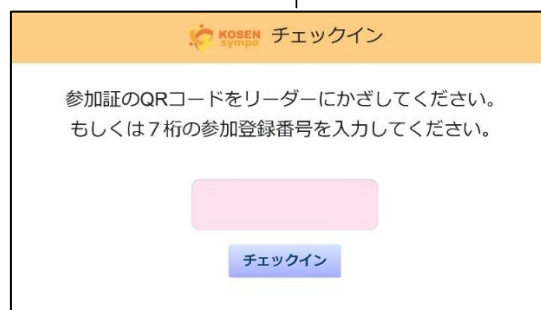 KOSEN sympo チェックイン
参加証のQRコードをリーダーにかざしてください。
もしくは７桁の参加登録番号を入力してください。
チェックイン